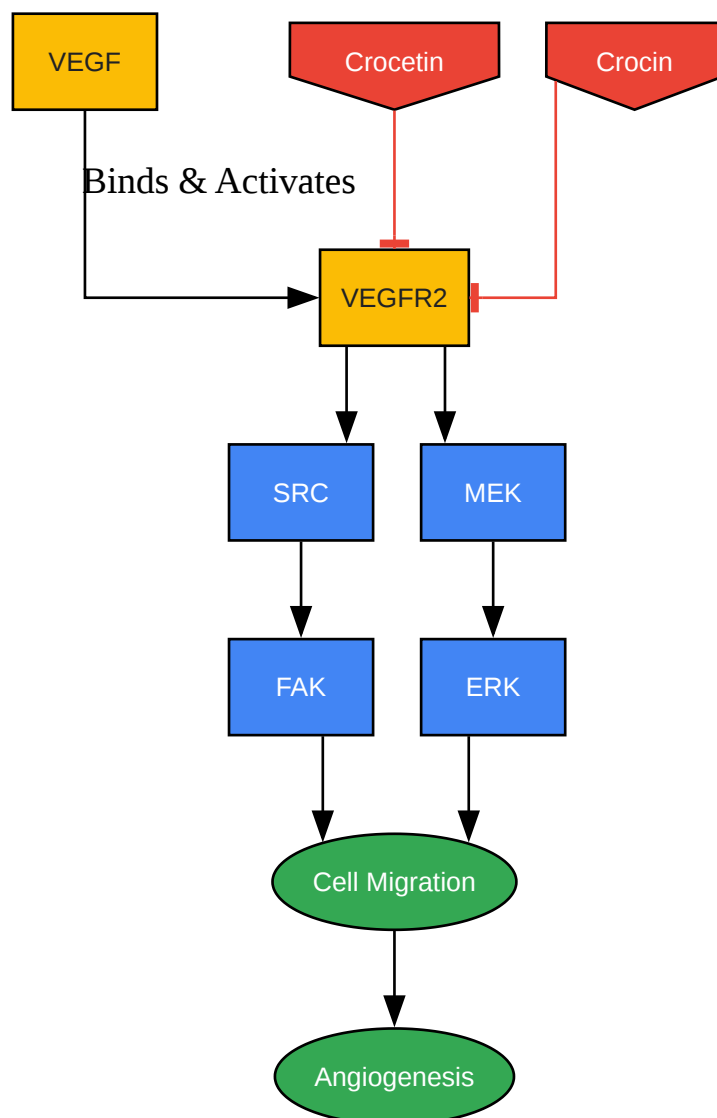 VEGF
Crocetin
Crocin
Binds & Activates
VEGFR2
SRC
MEK
FAK
ERK
Cell Migration
Angiogenesis